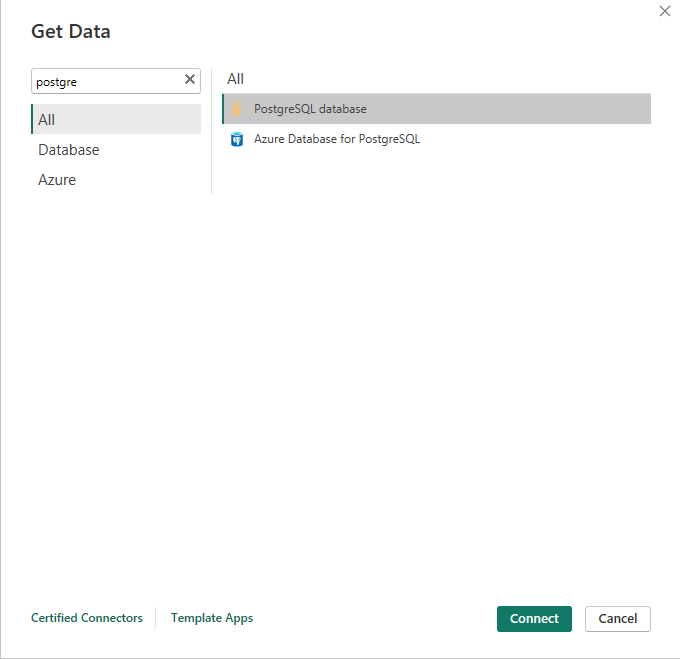 Get Data
postgre
All
Database
Azure
All
PostgreSQL database
Azure Database for PostgreSQL
Certified Connectors
Template Apps
Connect
Cancel